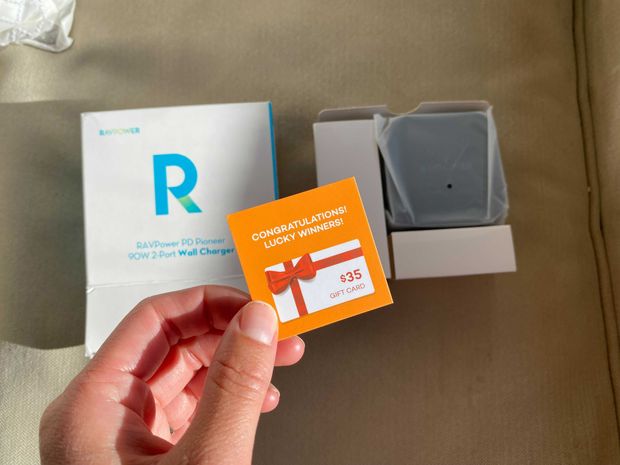 RAVPOWER
R
RAVPower PD Pioneer
90W 2-Port Wall Charger
CONGRATULATIONS!
LUCKY WINNERS!
$35
GIFT CARD